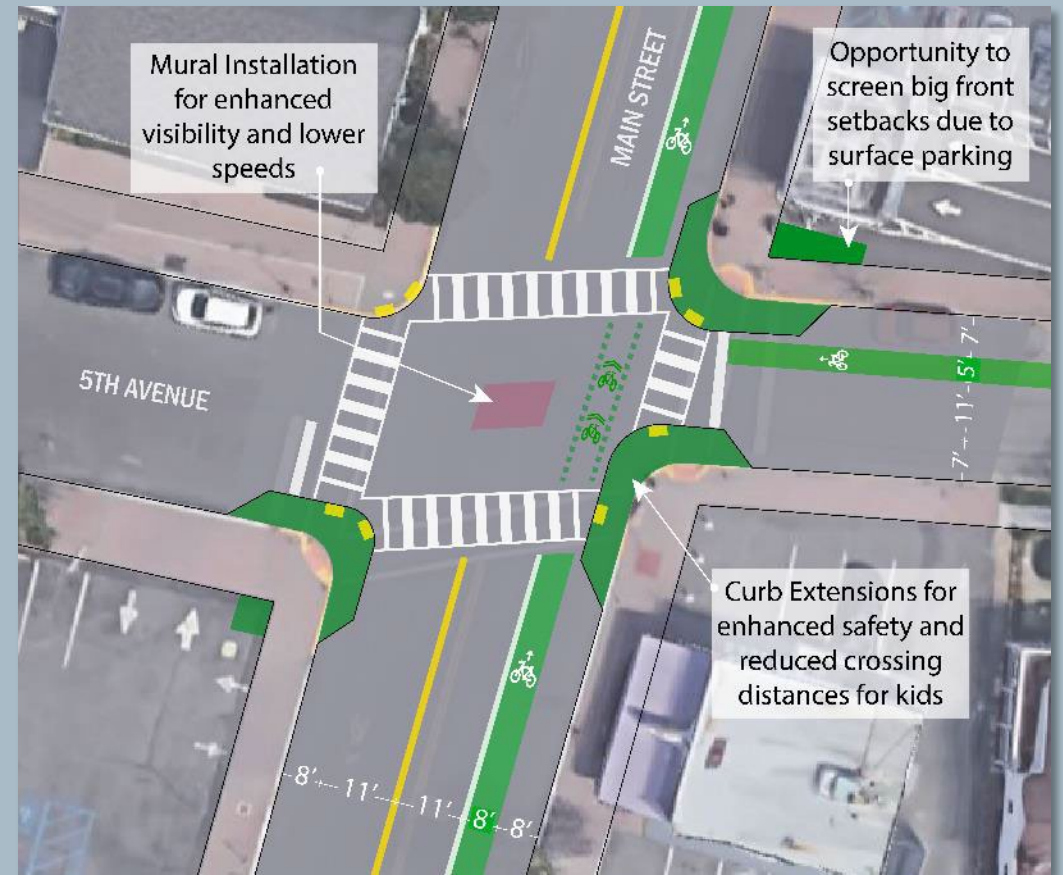 Mural Installation
for enhanced
visibility and lower
speeds
MAIN STREET
Opportunity to
screen big front
setbacks due to
surface parking
5TH AVENUE
7'-11'-5'-7'
Curb Extensions for
enhanced safety and
reduced crossing
distances for kids
8'-11'-11'-8'-8'